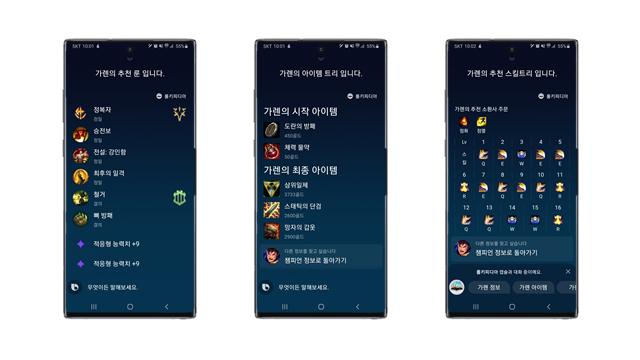 SKT 10:01
55%
가렌의 추천 룬 입니다.
롤키피디아
정복자
정밀
승전보
정밀
전설: 강인함
정밀
최후의 일격
정밀
철거
결의
뼈 방패
결의
적응형 능력치 +9
적응형 능력치 +9
무엇이든 말해보세요.
SKT 10:01
55%
가렌의 아이템 트리 입니다.
롤키피디아
가렌의 시작 아이템
도란의 방패
450골드
체력 물약
50골드
가렌의 최종 아이템
삼위일체
3733골드
스태틱의 단검
2600골드
망자의 갑옷
2900골드
다른 정보를 찾고 싶습니다
챔피언 정보로 돌아가기
무엇이든 말해보세요.
SKT 10:02
55%
가렌의 추천 스킬트리 입니다.
롤키피디아
가렌의 추천 소환사 주문
점화 점멸
Lv 1 2 3 4 5
스킬 Q E W E E
6 7 8 9 10 11
R E E Q Q R
12 13 14 15 16
Q Q W W R
다른 정보를 찾고 싶습니다
챔피언 정보로 돌아가기
롤키피디아 캡슐과 대화 중이에요.
가렌 정보 가렌 아이템 가